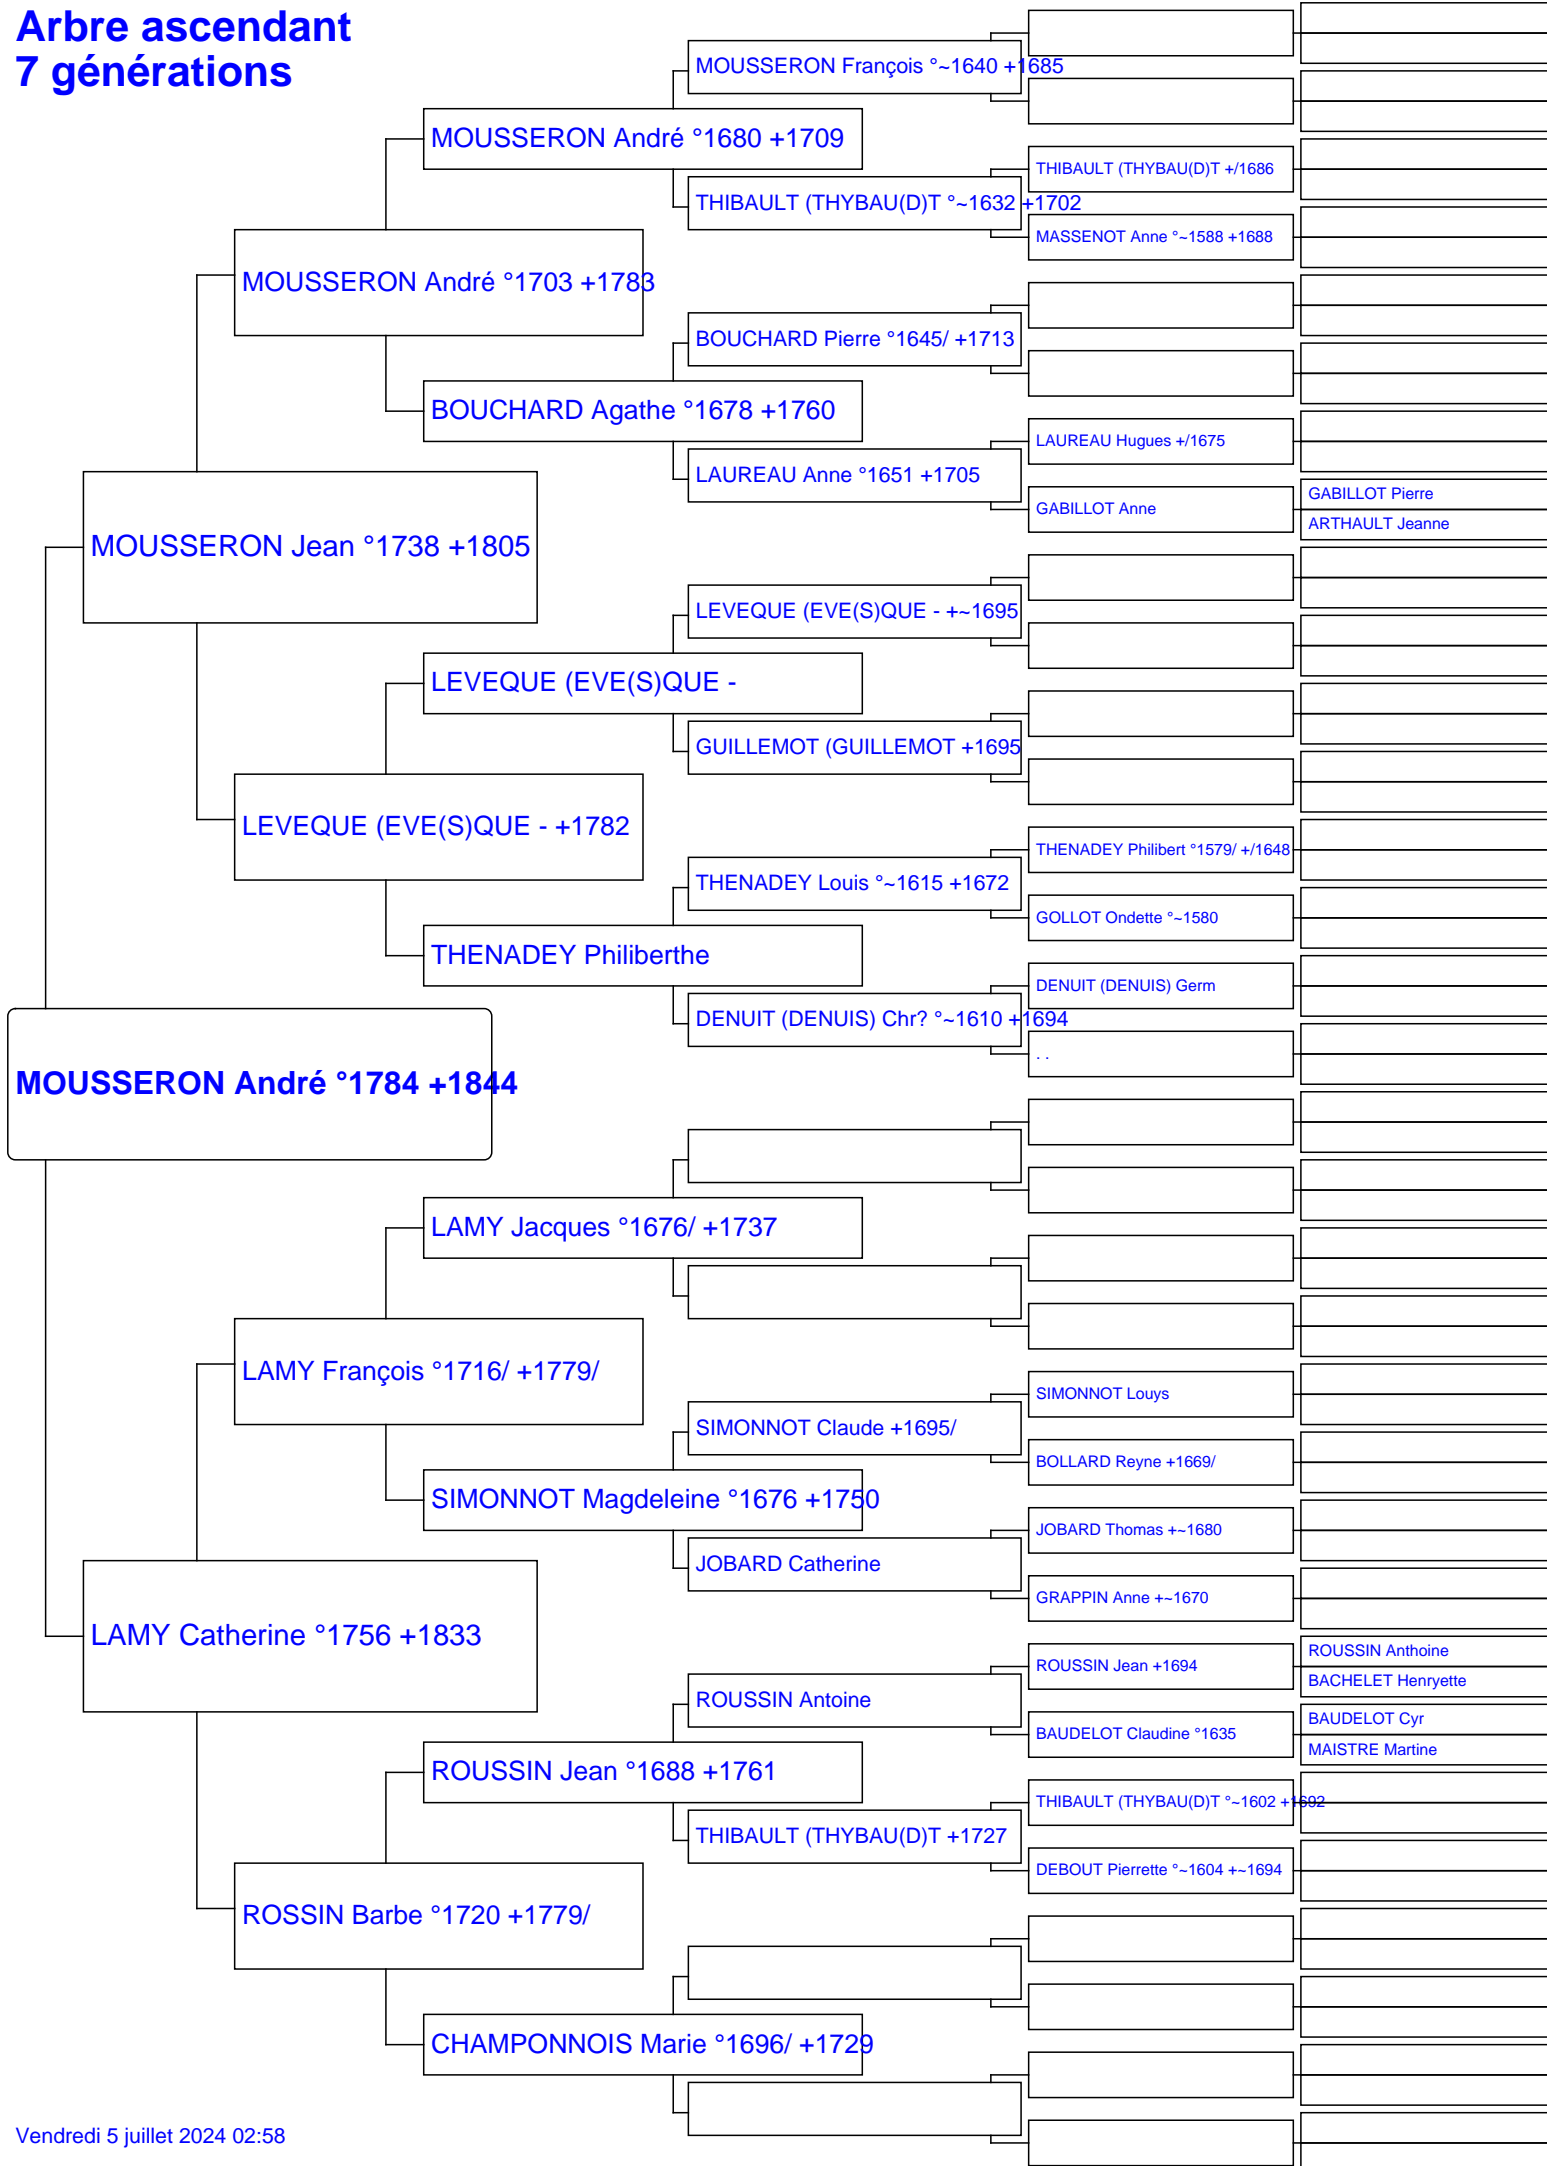 Arbre ascendant
7 générations
MOUSSERON François °~1640 +1685
MOUSSERON André °1680 +1709
THIBAULT (THYBAU(D)T +/1686
THIBAULT (THYBAU(D)T °~1632 +1702
MASSENOT Anne °~1588 +1688
MOUSSERON André °1703 +1783
BOUCHARD Pierre °1645/ +1713
BOUCHARD Agathe °1678 +1760
LAUREAU Hugues +/1675
LAUREAU Anne °1651 +1705
GABILLOT Pierre
GABILLOT Anne
ARTHAULT Jeanne
MOUSSERON Jean °1738 +1805
LEVEQUE (EVE(S)QUE - +~1695
LEVEQUE (EVE(S)QUE -
GUILLEMOT (GUILLEMOT +1695
LEVEQUE (EVE(S)QUE - +1782
THENADEY Philibert °1579/ +/1648
THENADEY Louis °~1615 +1672
GOLLOT Ondette °~1580
THENADEY Philiberthe
DENUIT (DENUIS) Germ
DENUIT (DENUIS) Chr? °~1610 +1694
. .
MOUSSERON André °1784 +1844
LAMY Jacques °1676/ +1737
LAMY François °1716/ +1779/
SIMONNOT Louys
SIMONNOT Claude +1695/
BOLLARD Reyne +1669/
SIMONNOT Magdeleine °1676 +1750
JOBARD Thomas +~1680
JOBARD Catherine
GRAPPIN Anne +~1670
LAMY Catherine °1756 +1833
ROUSSIN Anthoine
ROUSSIN Jean +1694
BACHELET Henryette
ROUSSIN Antoine
BAUDELOT Cyr
BAUDELOT Claudine °1635
MAISTRE Martine
ROUSSIN Jean °1688 +1761
THIBAULT (THYBAU(D)T °~1602 +1692
THIBAULT (THYBAU(D)T +1727
DEBOUT Pierrette °~1604 +~1694
ROSSIN Barbe °1720 +1779/
CHAMPONNOIS Marie °1696/ +1729
Vendredi 5 juillet 2024 02:58